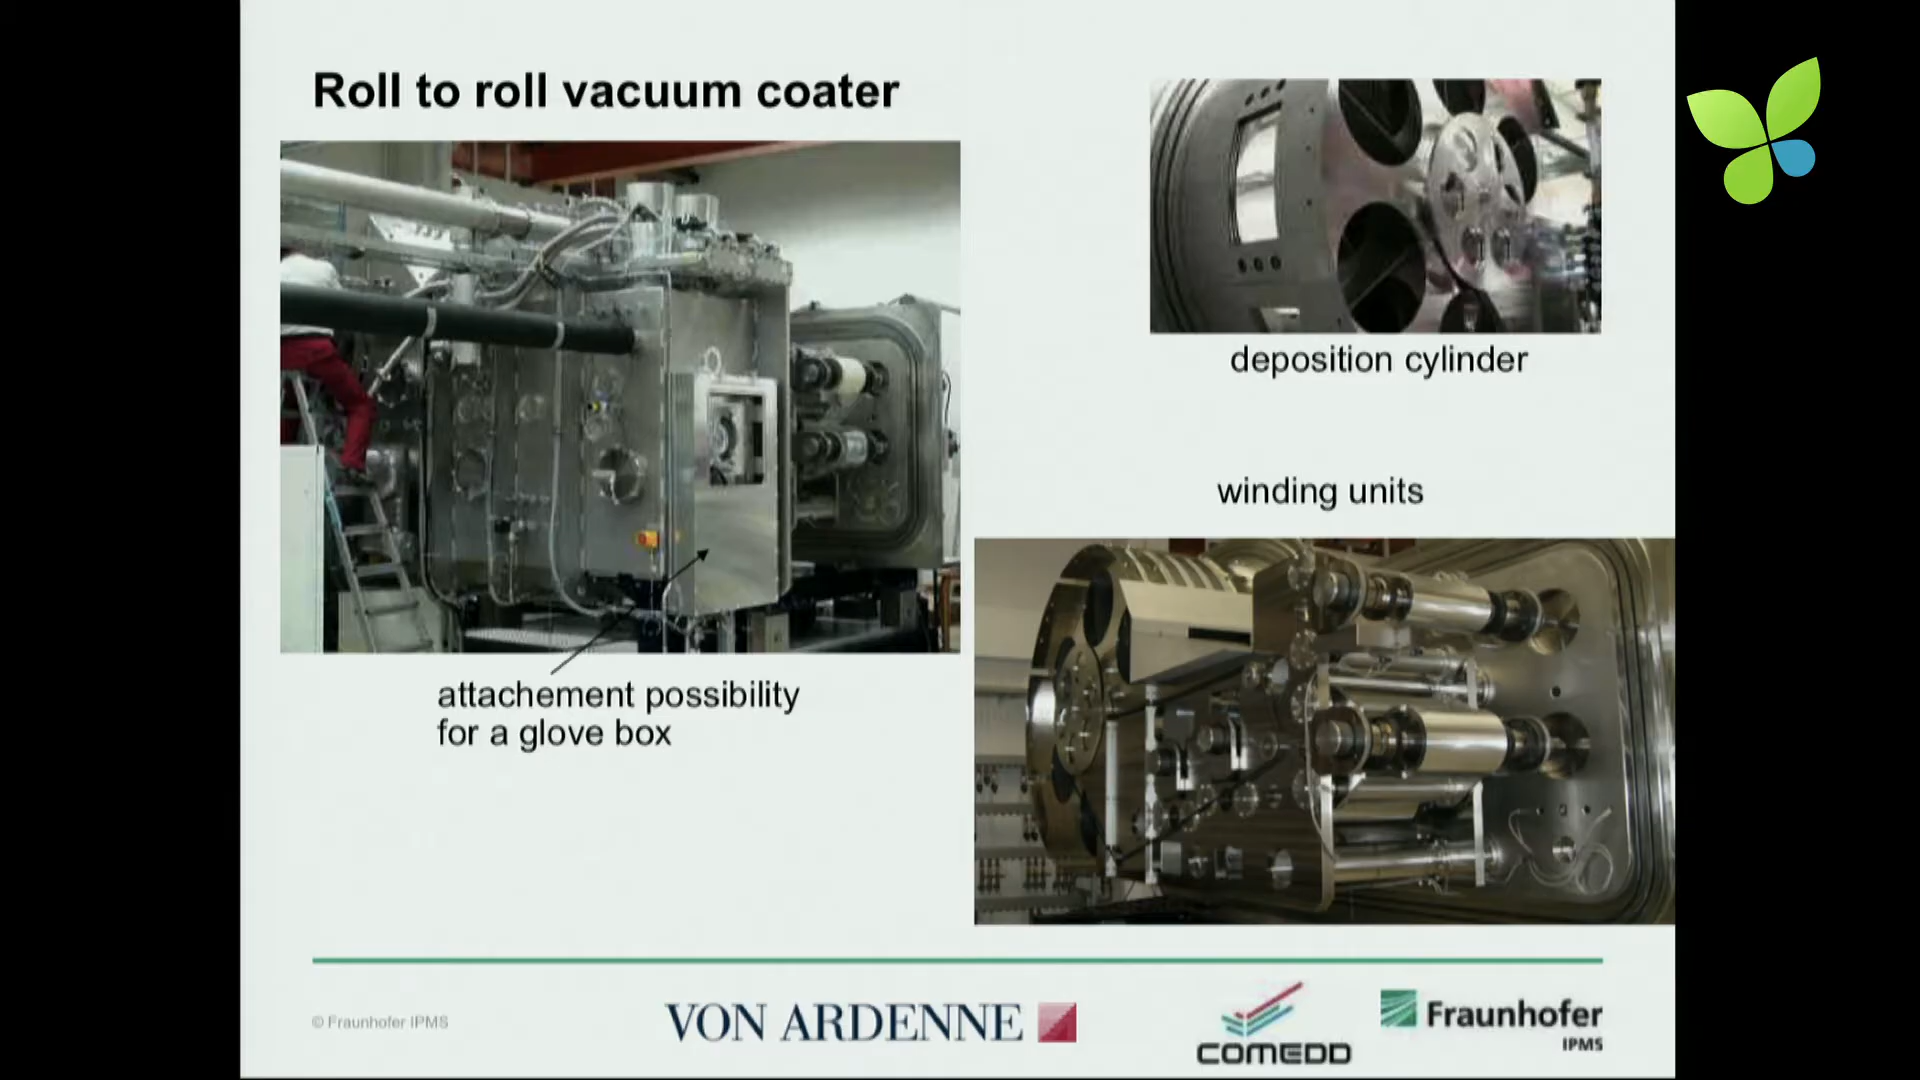 Roll to roll vacuum coater
deposition cylinder
winding units
attachement possibility
for a glove box
© Fraunhofer IPMS
VON ARDENNE
COMEDD
Fraunhofer
IPMS